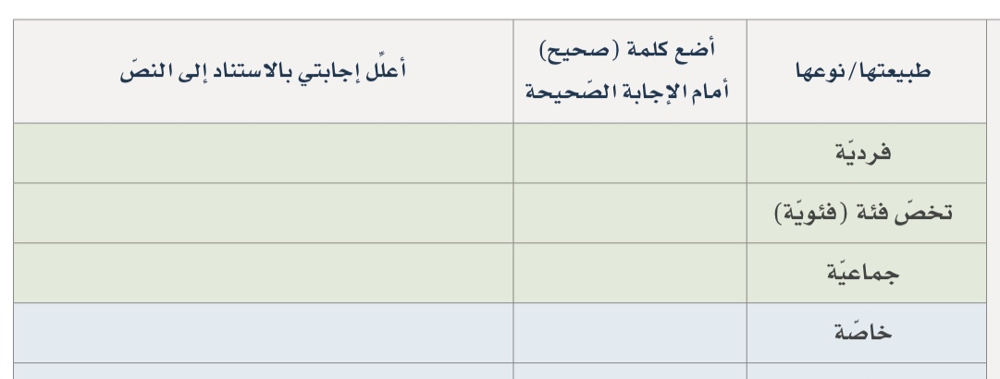 طبيعتها/نوعها
أضع كلمة (صحيح)
أمام الإجابة الصّحيحة
أعلّل إجابتي بالاستناد إلى النصّ
فرديّة
تخصّ فئة (فئويّة)
جماعيّة
خاصّة